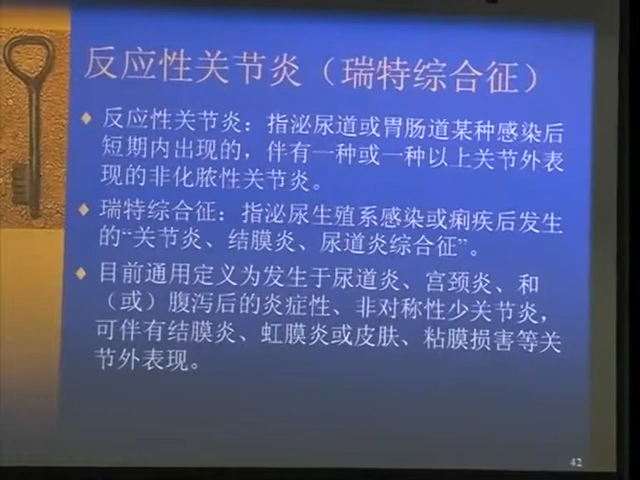 反应性关节炎（瑞特综合征）
反应性关节炎：指泌尿道或胃肠道某种感染后
短期内出现的，伴有一种或一种以上关节外表
现的非化脓性关节炎。
瑞特综合征：指泌尿生殖系感染或痢疾后发生
的“关节炎、结膜炎、尿道炎综合征”。
目前通用定义为发生于尿道炎、宫颈炎、和
（或）腹泻后的炎症性、非对称性少关节炎，
可伴有结膜炎、虹膜炎或皮肤、粘膜损害等关
节外表现。
42